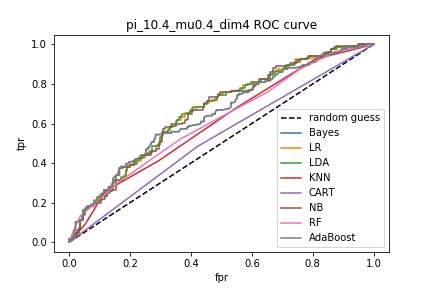 pi_10.4_mu0.4_dim4 ROC curve
1.0
0.8
0.6
0.4
0.2
0.0
tpr
0.0 0.2 0.4 0.6 0.8 1.0
fpr
random guess
Bayes
LR
LDA
KNN
CART
NB
RF
AdaBoost